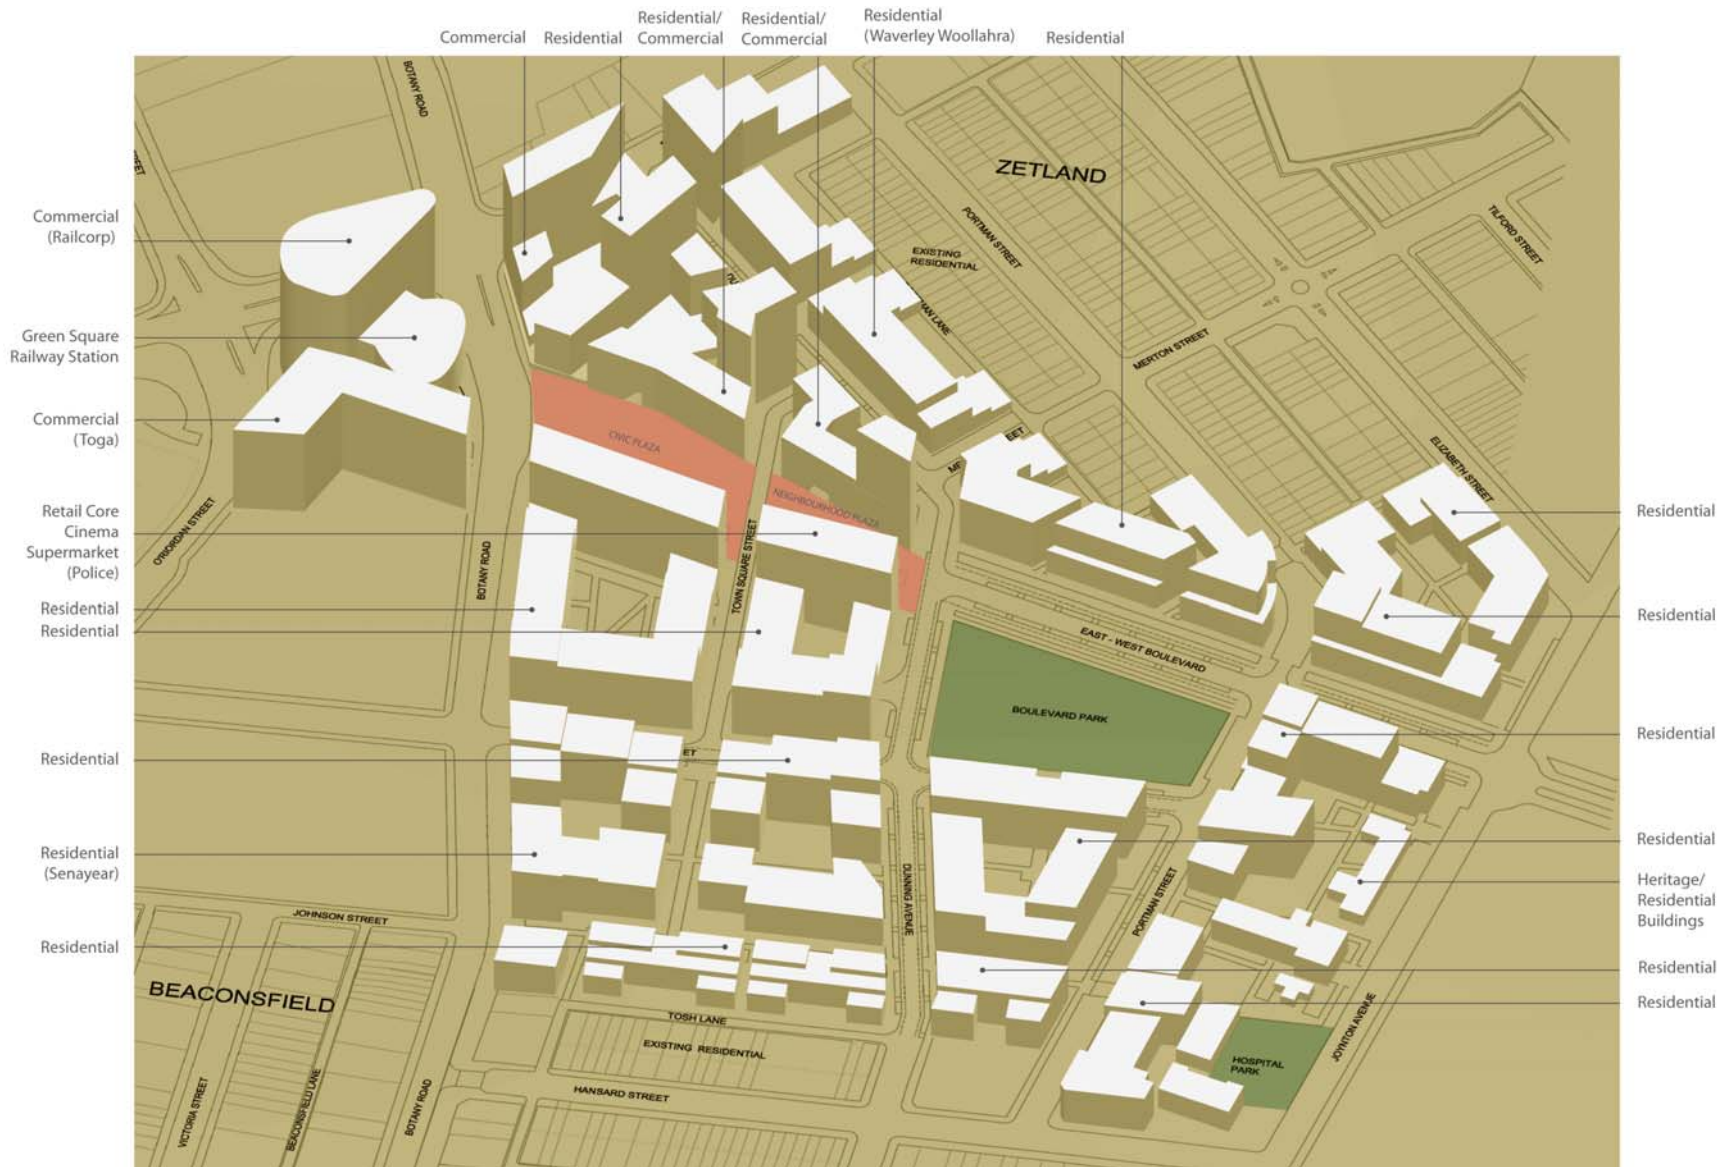 Commercial
Residential
Residential/
Commercial
Residential/
Commercial
Residential
(Waverley Woollahra)
Residential
Commercial
(Railcorp)
Green Square
Railway Station
Commercial
(Toga)
Retail Core
Cinema
Supermarket
(Police)
Residential
Residential
Residential
Residential
(Senayear)
Residential
Residential
Residential
Residential
Residential
Heritage/
Residential
Buildings
Residential
Residential
BOTANY ROAD
ZETLAND
PORTMAN STREET
TILFORD STREET
EXISTING
RESIDENTIAL
LANE
MERTON STREET
ELIZABETH STREET
CIVIC PLAZA
NEIGHBOURHOOD PLAZA
O'RIORDAN STREET
BOTANY ROAD
TOWN SQUARE STREET
EAST - WEST BOULEVARD
BOULEVARD PARK
DUNNING AVENUE
PORTMAN STREET
JOHNSON STREET
BEACONSFIELD
TOSH LANE
EXISTING RESIDENTIAL
HANSARD STREET
VICTORIA STREET
BEACONSFIELD LANE
BOTANY ROAD
HOSPITAL
PARK
JOYNTON AVENUE